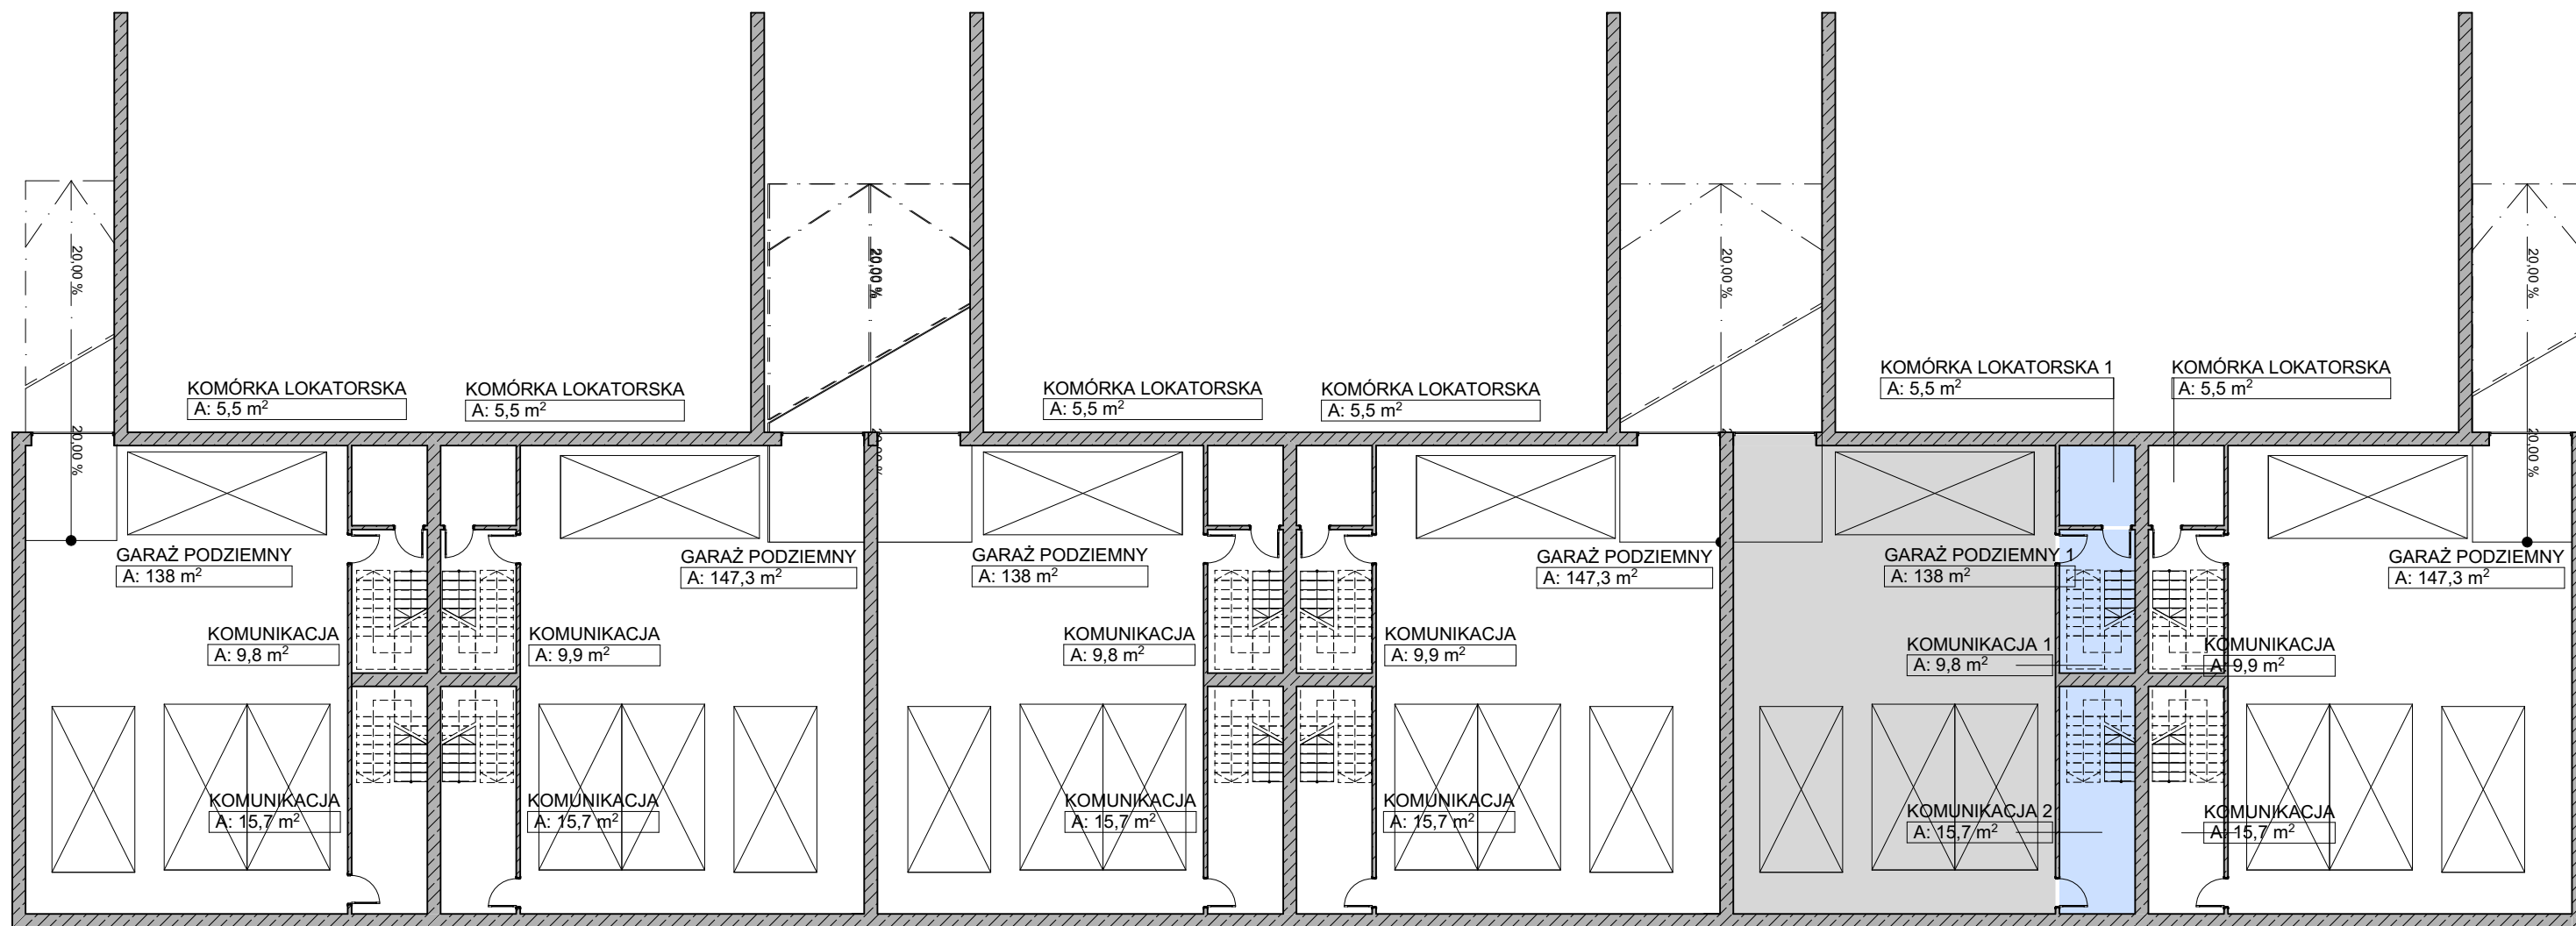 20,00 %
20,00 %
20,00 %
20,00 %
KOMÓRKA LOKATORSKA
A: 5,5 m²
KOMÓRKA LOKATORSKA
A: 5,5 m²
KOMÓRKA LOKATORSKA
A: 5,5 m²
KOMÓRKA LOKATORSKA
A: 5,5 m²
KOMÓRKA LOKATORSKA 1
A: 5,5 m²
KOMÓRKA LOKATORSKA
A: 5,5 m²
20,00 %
20,00 %
GARAŻ PODZIEMNY
A: 138 m²
GARAŻ PODZIEMNY
A: 147,3 m²
GARAŻ PODZIEMNY
A: 138 m²
GARAŻ PODZIEMNY
A: 147,3 m²
GARAŻ PODZIEMNY 1
A: 138 m²
GARAŻ PODZIEMNY
A: 147,3 m²
KOMUNIKACJA
A: 9,8 m²
KOMUNIKACJA
A: 9,9 m²
KOMUNIKACJA
A: 9,8 m²
KOMUNIKACJA
A: 9,9 m²
KOMUNIKACJA 1
A: 9,8 m²
KOMUNIKACJA
A: 9,9 m²
KOMUNIKACJA
A: 15,7 m²
KOMUNIKACJA
A: 15,7 m²
KOMUNIKACJA
A: 15,7 m²
KOMUNIKACJA
A: 15,7 m²
KOMUNIKACJA 2
A: 15,7 m²
KOMUNIKACJA
A: 15,7 m²